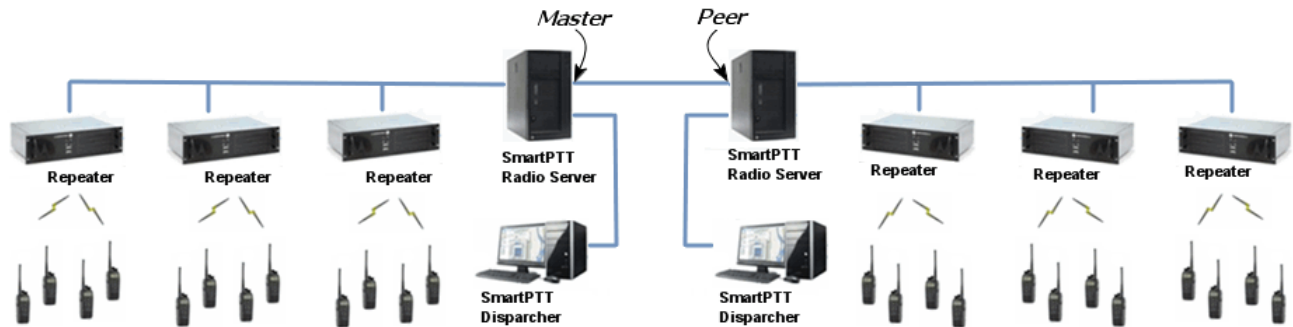 Master
Peer
Repeater
Repeater
Repeater
SmartPTT
Radio Server
SmartPTT
Radio Server
Repeater
Repeater
Repeater
SmartPTT
Disparcher
SmartPTT
Disparcher